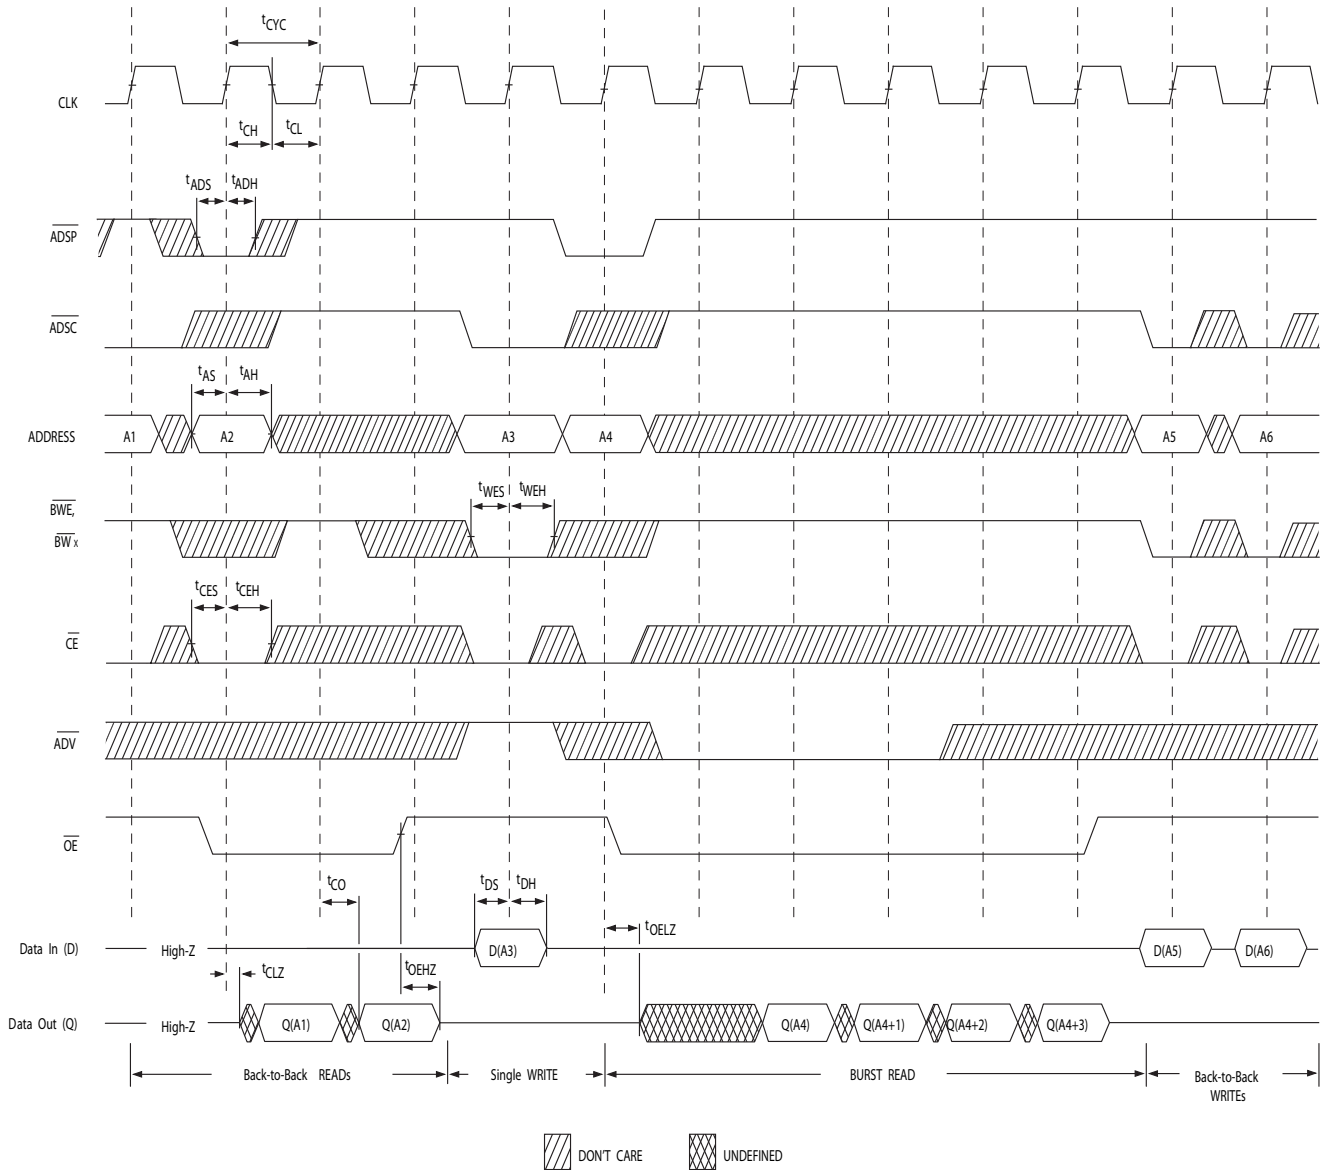 tCYC
CLK
tCH
tCL
tADS
tADH
ADSP
ADSC
tAS
tAH
ADDRESS
A1
A2
A3
A4
A5
A6
tWES
tWEH
BWE,
BW x
tCES
tCEH
CE
ADV
OE
tCO
tDS
tDH
tOELZ
Data In (D)
High-Z
D(A3)
D(A5)
D(A6)
tCLZ
tOEHZ
Data Out (Q)
High-Z
Q(A1)
Q(A2)
Q(A4)
Q(A4+1)
Q(A4+2)
Q(A4+3)
Back-to-Back READs
Single WRITE
BURST READ
Back-to-Back
WRITEs
DON'T CARE
UNDEFINED